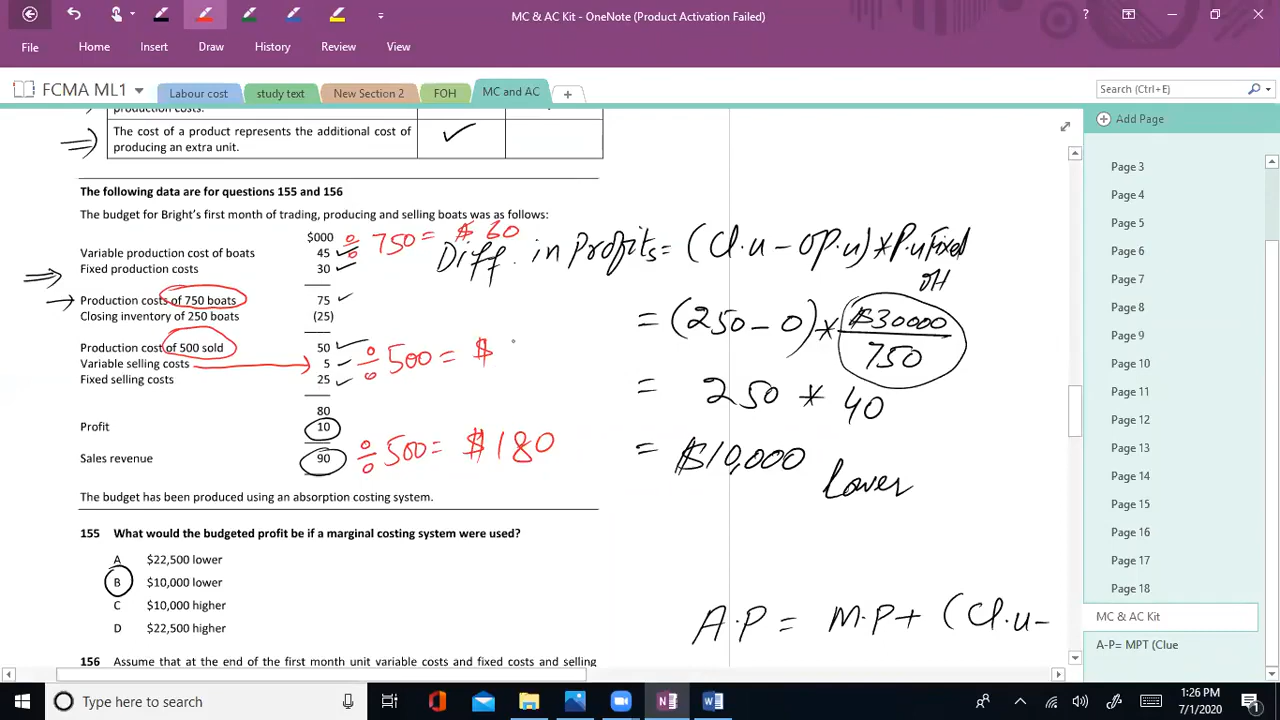 MC & AC Kit - OneNote (Product Activation Failed)
File Home Insert Draw History Review View
FCMA ML1 Labour cost study text New Section 2 FOH MC and AC
Search (Ctrl+E)
Add Page
production costs.
The cost of a product represents the additional cost of
producing an extra unit.
The following data are for questions 155 and 156
The budget for Bright's first month of trading, producing and selling boats was as follows:
$000
Variable production cost of boats 45
Fixed production costs 30
Production costs of 750 boats 75
Closing inventory of 250 boats (25)
Production cost of 500 sold 50
Variable selling costs 5
Fixed selling costs 25
80
Profit 10
Sales revenue 90
The budget has been produced using an absorption costing system.
155 What would the budgeted profit be if a marginal costing system were used?
A $22,500 lower
B $10,000 lower
C $10,000 higher
D $22,500 higher
156 Assume that at the end of the first month unit variable costs and fixed costs and selling
÷ 750 = $ 60
÷ 500 = $
÷ 500 = $180
Diff. in Profits = (Cl.u - OP.u) * P.u Fixed
OH
= (250 - 0) * $30000
750
= 250 * 40
= $10,000 lower
A.P = M.P + (Cl.u -
Page 3
Page 4
Page 5
Page 6
Page 7
Page 8
Page 9
Page 10
Page 11
Page 12
Page 13
Page 14
Page 15
Page 16
Page 17
Page 18
MC & AC Kit
A-P= MPT (Clue
Type here to search
1:26 PM
7/1/2020